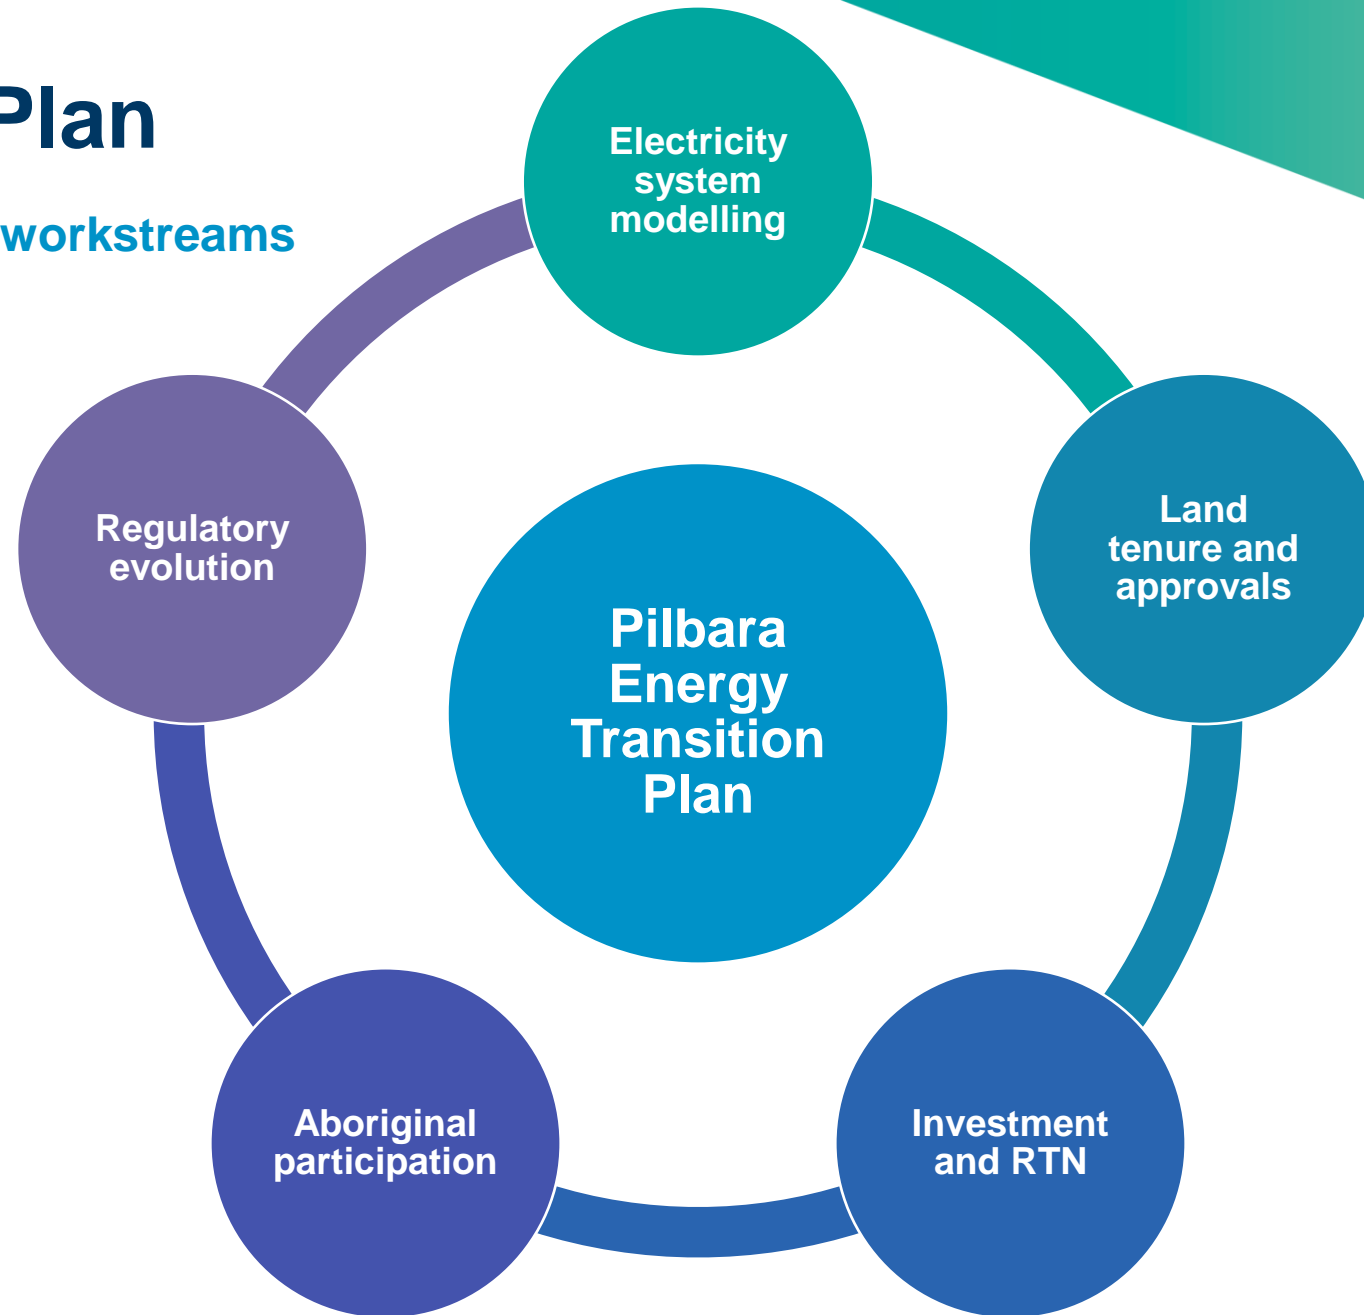 Plan
workstreams
Electricity
system
modelling
Land
tenure and
approvals
Investment
and RTN
Aboriginal
participation
Regulatory
evolution
Pilbara
Energy
Transition
Plan